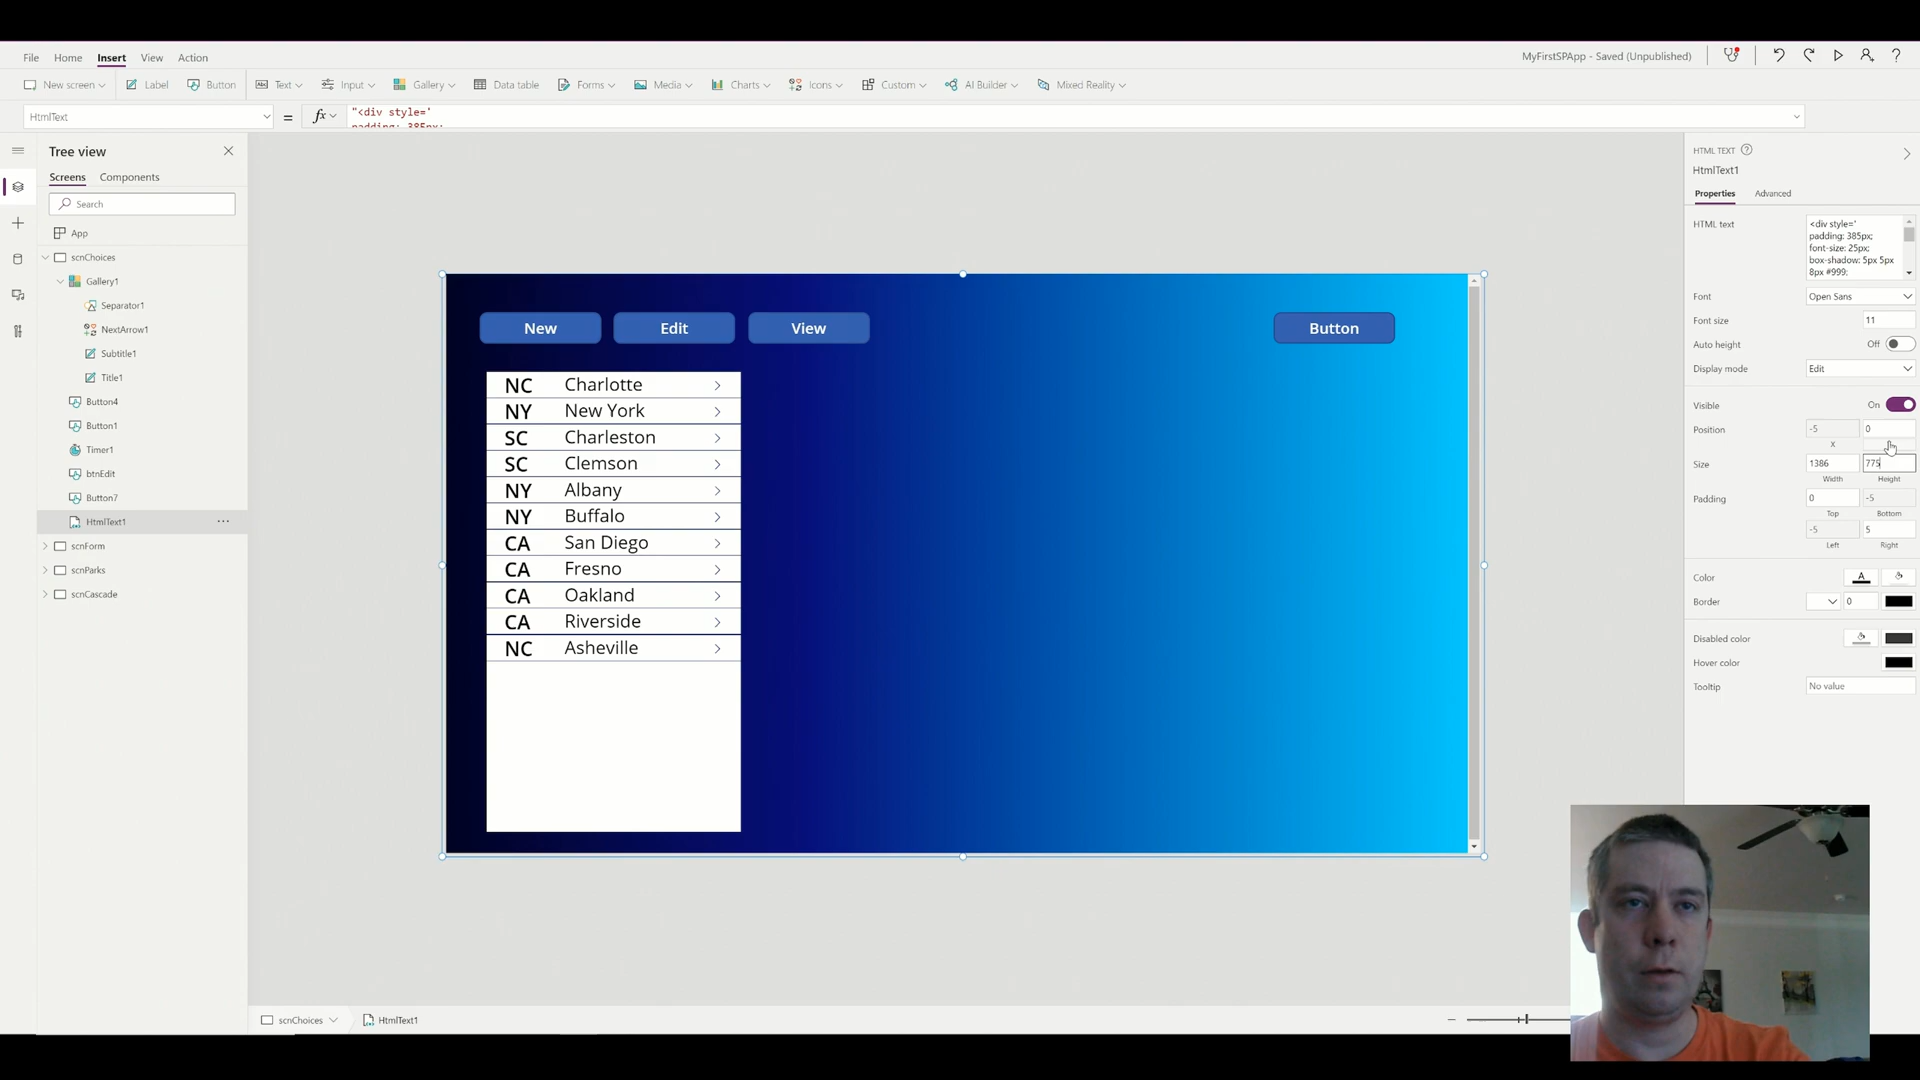 File Home Insert View Action
MyFirstSPApp - Saved (Unpublished)
New screen Label Button Text Input Gallery Data table Forms Media Charts Icons Custom AI Builder Mixed Reality
HtmlText = fx "<div style='
padding: 385px;
Tree view
Screens Components
Search
App
scnChoices
Gallery1
Separator1
NextArrow1
Subtitle1
Title1
Button4
Button1
Timer1
btnEdit
Button7
HtmlText1
scnForm
scnParks
scnCascade
New Edit View Button
NC Charlotte
NY New York
SC Charleston
SC Clemson
NY Albany
NY Buffalo
CA San Diego
CA Fresno
CA Oakland
CA Riverside
NC Asheville
HTML TEXT
HtmlText1
Properties Advanced
HTML text
<div style='
padding: 385px;
font-size: 25px;
box-shadow: 5px 5px
8px #999;
Font Open Sans
Font size 11
Auto height Off
Display mode Edit
Visible On
Position -5 0
X
Size 1386 775
Width Height
Padding 0 -5
Top Bottom
-5 5
Left Right
Color
Border 0
Disabled color
Hover color
Tooltip No value
scnChoices HtmlText1